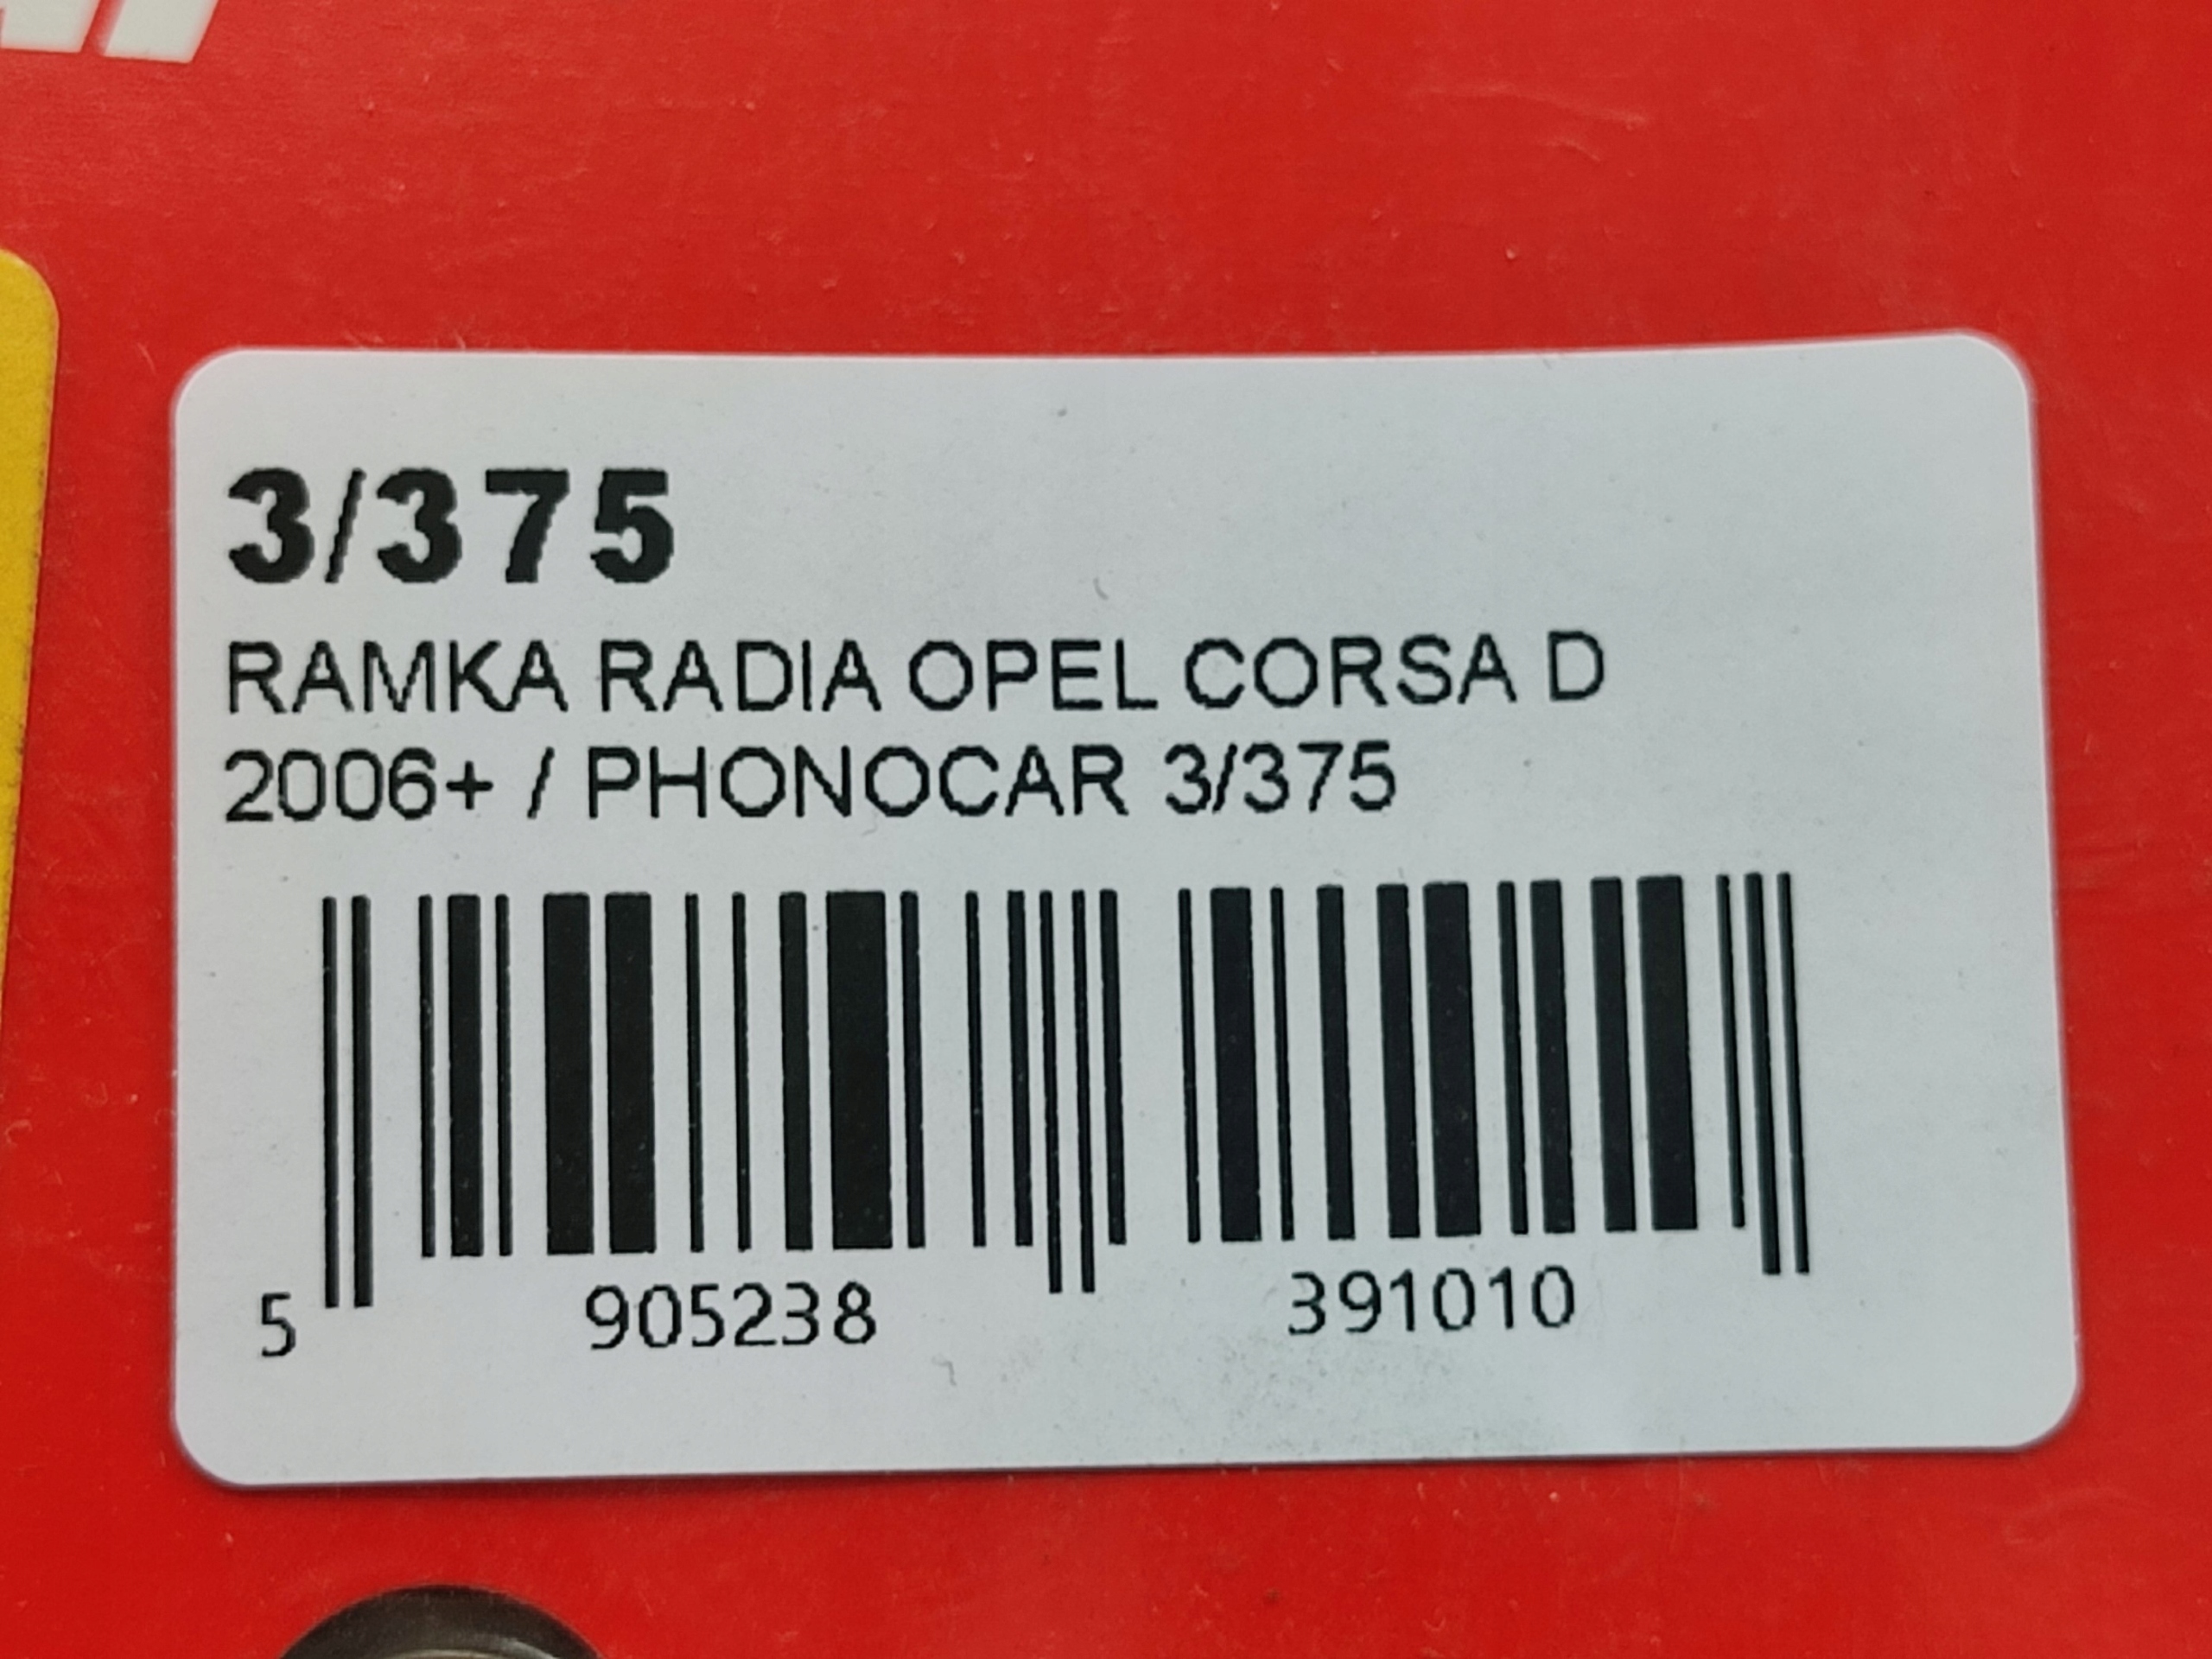 3/375
RAMKA RADIA OPEL CORSA D
2006+ / PHONOCAR 3/375
5 905238 391010